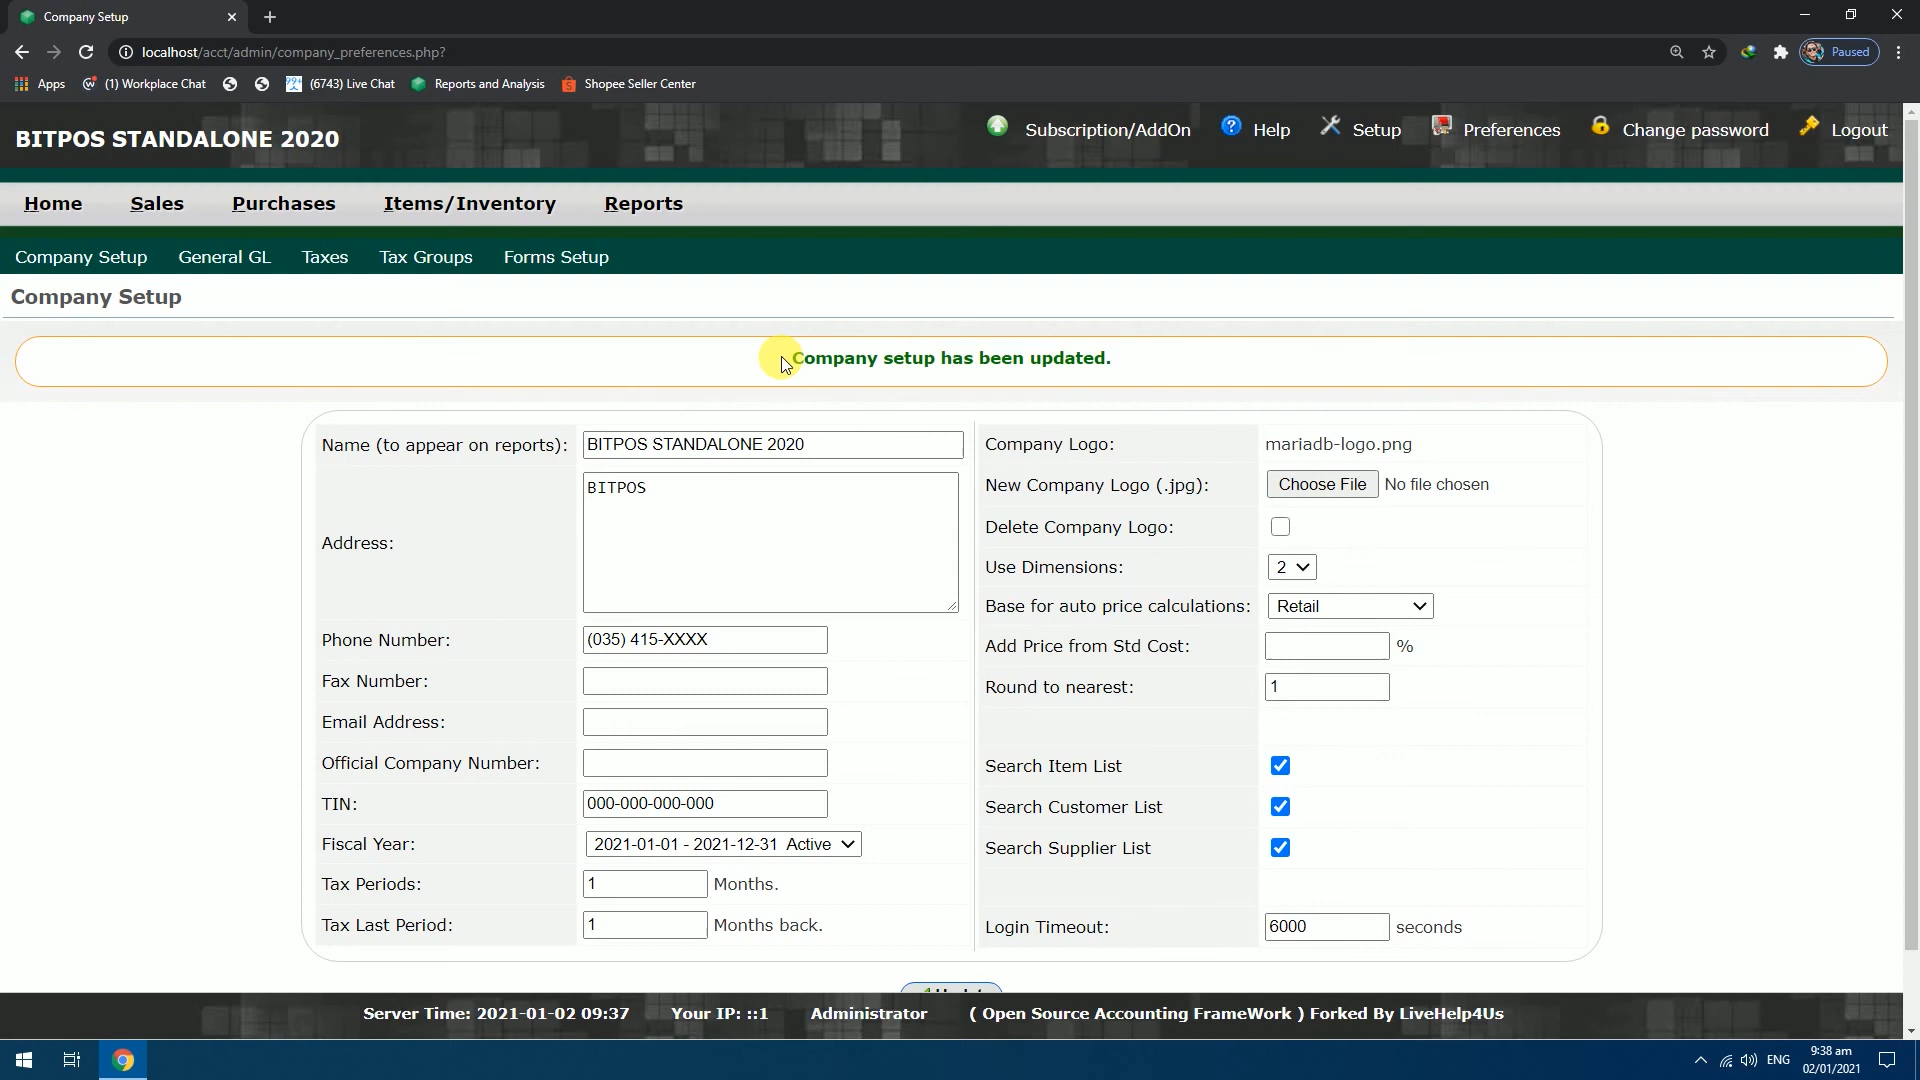 Company Setup
localhost/acct/admin/company_preferences.php?
Paused
Apps
(1) Workplace Chat
(6743) Live Chat
Reports and Analysis
Shopee Seller Center
BITPOS STANDALONE 2020
Subscription/AddOn
Help
Setup
Preferences
Change password
Logout
Home
Sales
Purchases
Items/Inventory
Reports
Company Setup
General GL
Taxes
Tax Groups
Forms Setup
Company Setup
Company setup has been updated.
Name (to appear on reports): BITPOS STANDALONE 2020
Address: BITPOS
Phone Number: (035) 415-XXXX
Fax Number:
Email Address:
Official Company Number:
TIN: 000-000-000-000
Fiscal Year: 2021-01-01 - 2021-12-31 Active
Tax Periods: 1 Months.
Tax Last Period: 1 Months back.
Company Logo: mariadb-logo.png
New Company Logo (.jpg): Choose File No file chosen
Delete Company Logo:
Use Dimensions: 2
Base for auto price calculations: Retail
Add Price from Std Cost: %
Round to nearest: 1
Search Item List
Search Customer List
Search Supplier List
Login Timeout: 6000 seconds
Server Time: 2021-01-02 09:37
Your IP: ::1
Administrator
( Open Source Accounting FrameWork ) Forked By LiveHelp4Us
ENG
9:38 am
02/01/2021